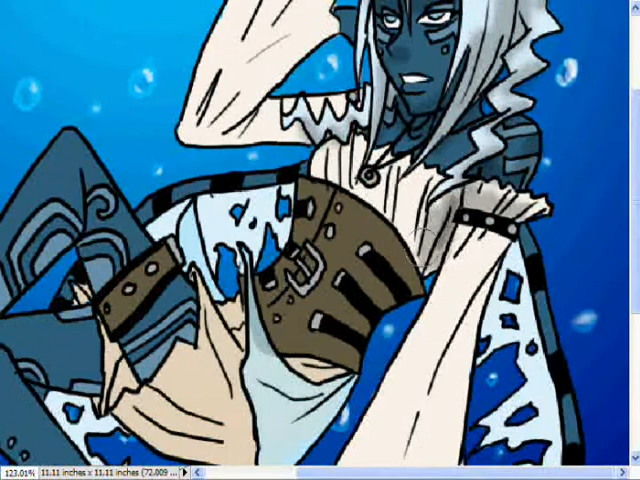 123.01% 11.11 inches x 11.11 inches (72.009 ...